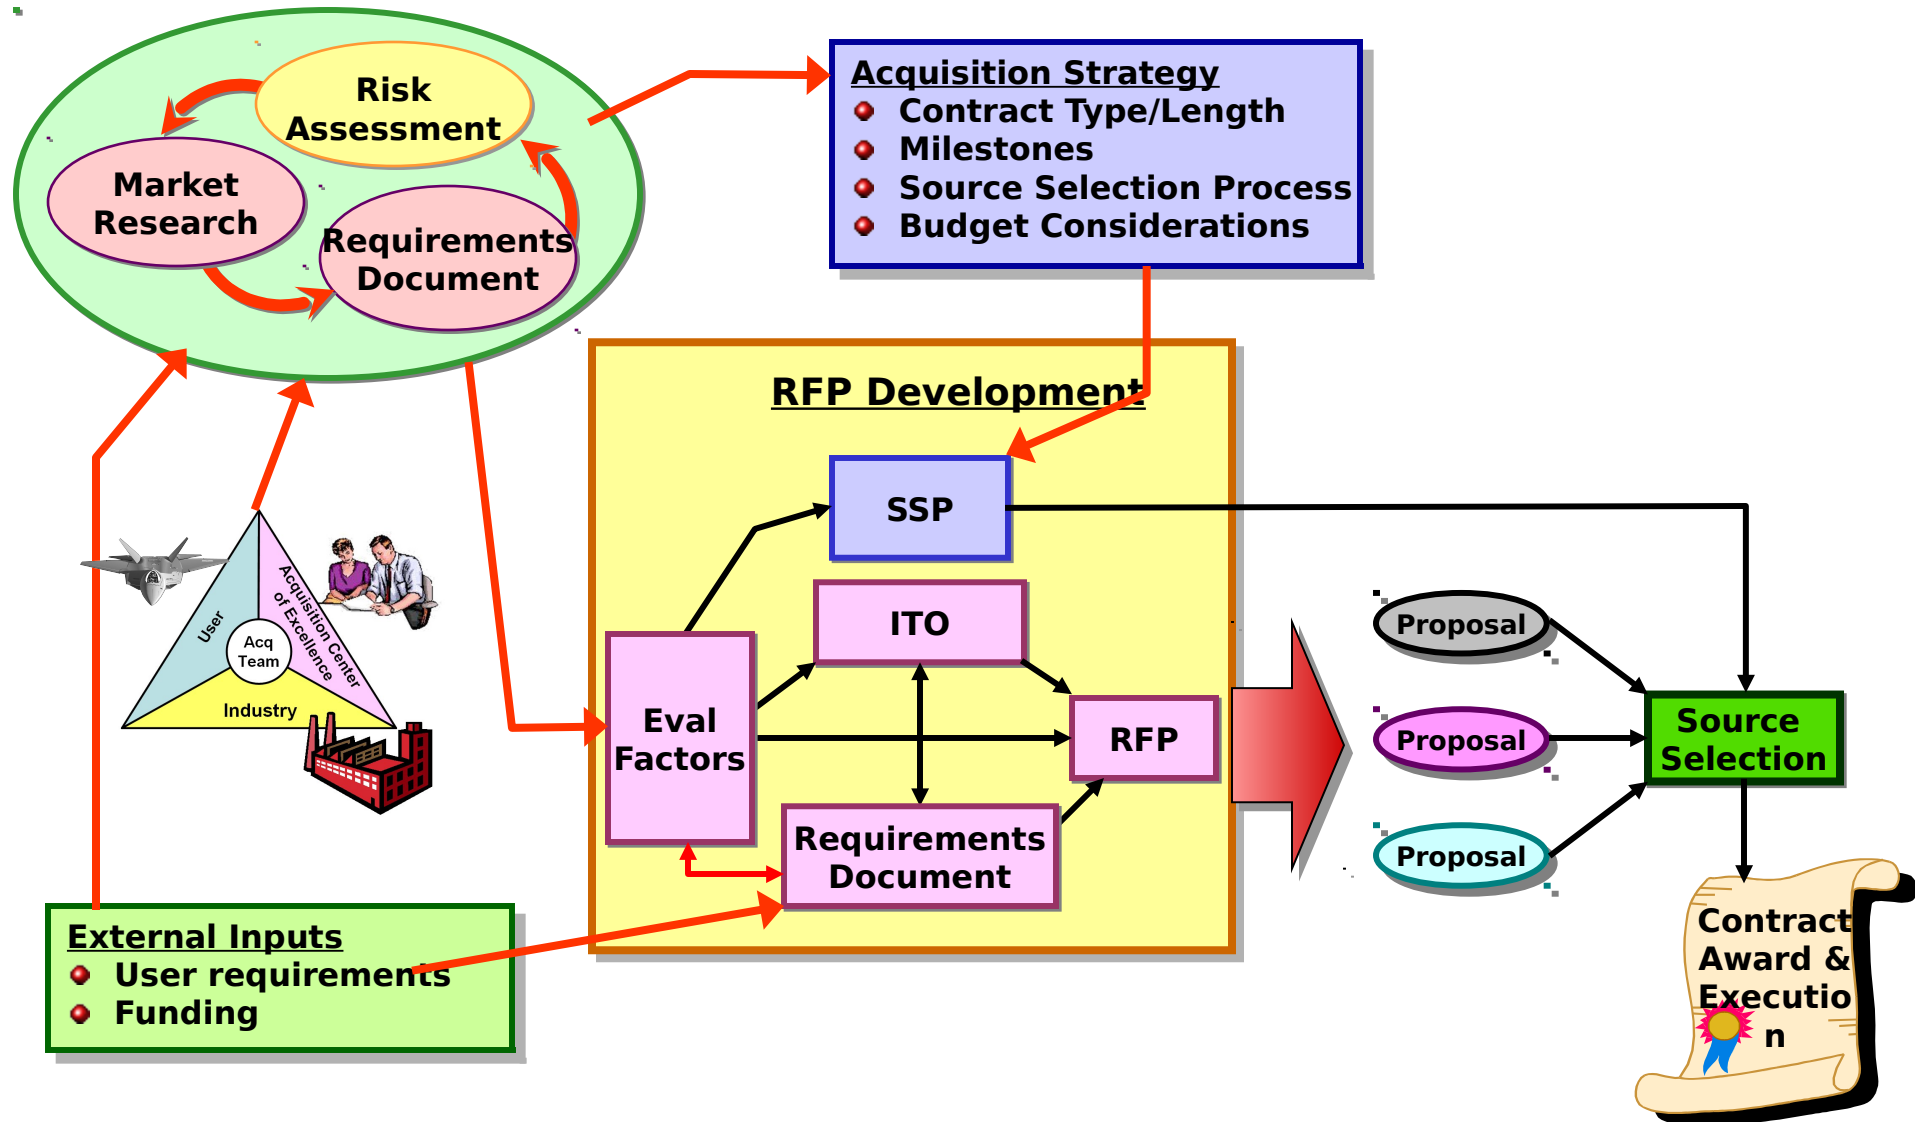 Risk
Assessment
Market
Research
Requirements
Document
Acquisition Strategy
Contract Type/Length
Milestones
Source Selection Process
Budget Considerations
RFP Development
SSP
ITO
Eval
Factors
RFP
Requirements
Document
User
Acquisition Center
of Excellence
Acq
Team
Industry
External Inputs
User requirements
Funding
Proposal
Proposal
Proposal
Source
Selection
Contract
Award &
Executio
n